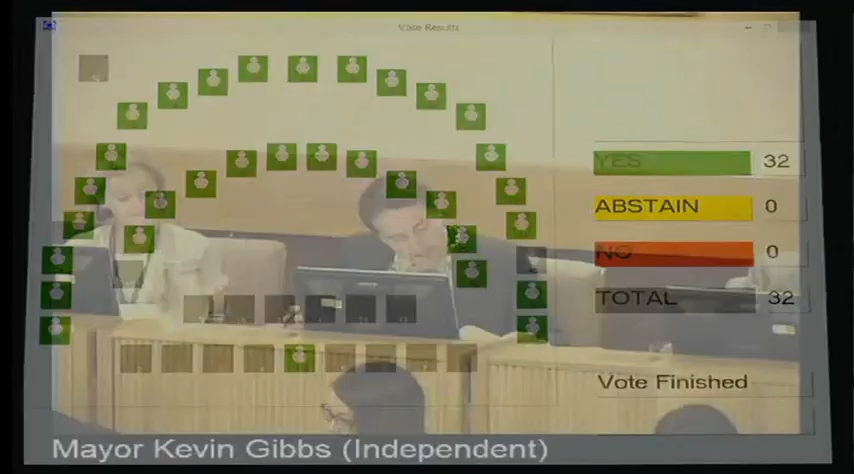 Vote Results
YES 32
ABSTAIN 0
NO 0
TOTAL 32
Vote Finished
Mayor Kevin Gibbs (Independent)